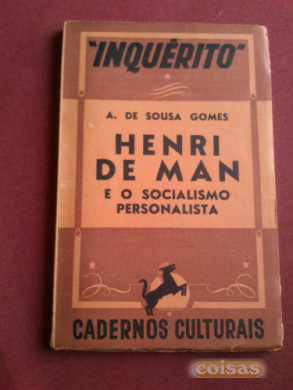 "INQUÉRITO"
A. DE SOUSA GOMES
HENRI
DE MAN
E O SOCIALISMO
PERSONALISTA
CADERNOS CULTURAIS
coisas